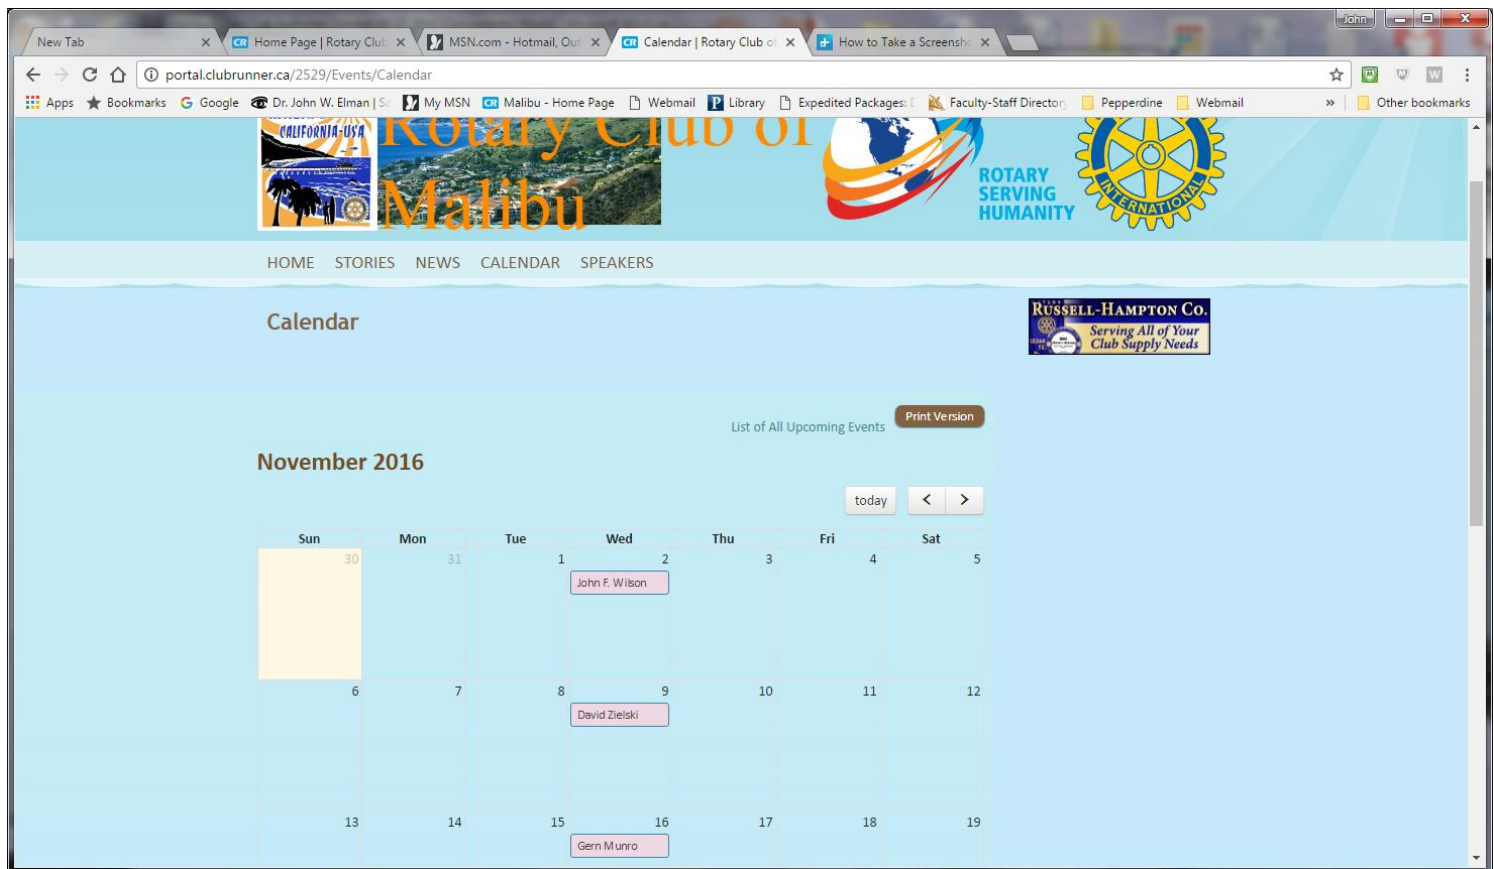 John
New Tab
Home Page | Rotary Club
MSN.com - Hotmail, Out
Calendar | Rotary Club of
How to Take a Screensho
portal.clubrunner.ca/2529/Events/Calendar
Apps Bookmarks Google Dr. John W. Elman | S My MSN Malibu - Home Page Webmail Library Expedited Packages: D Faculty-Staff Director Pepperdine Webmail » Other bookmarks
CALIFORNIA-USA
Rotary Club of
Malibu
ROTARY
SERVING
HUMANITY
INTERNATIONAL
HOME STORIES NEWS CALENDAR SPEAKERS
Calendar
RUSSELL-HAMPTON CO.
Serving All of Your
Club Supply Needs
List of All Upcoming Events
Print Version
November 2016
today < >
Sun Mon Tue Wed Thu Fri Sat
30 31 1 2 3 4 5
John F. Wilson
6 7 8 9 10 11 12
David Zielski
13 14 15 16 17 18 19
Gern Munro